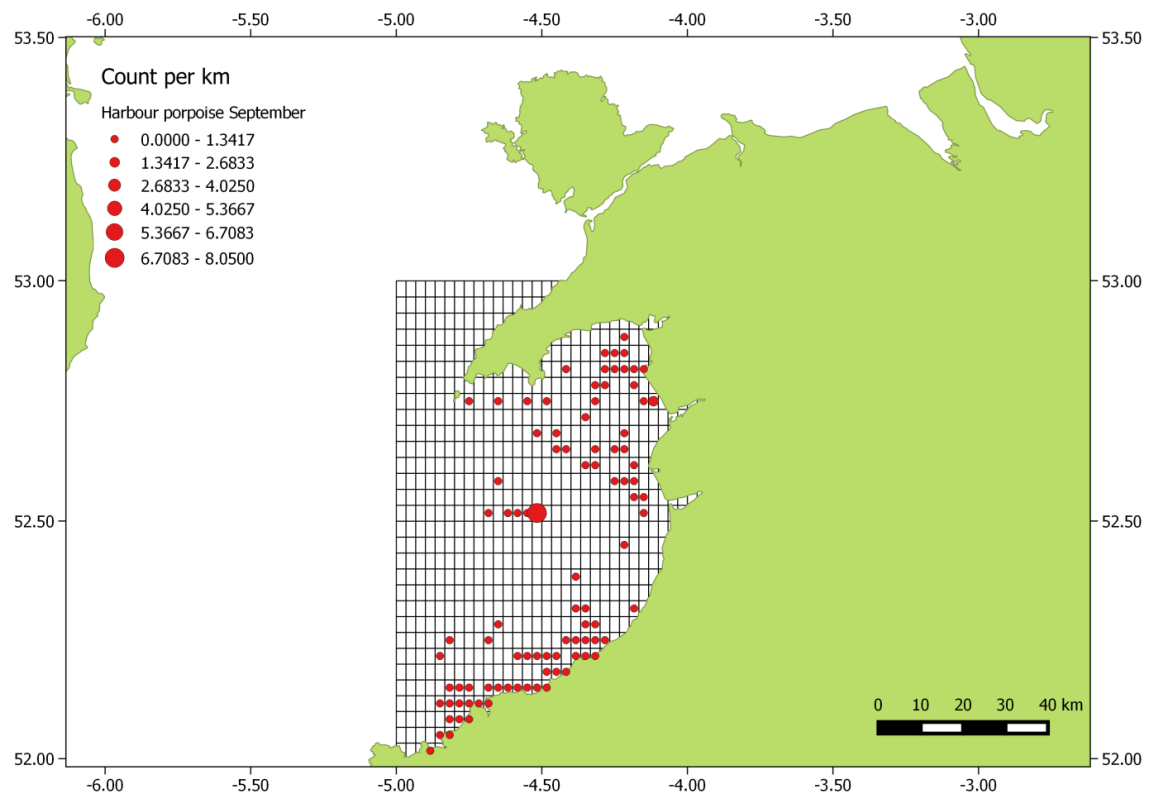 -6.00 -5.50 -5.00 -4.50 -4.00 -3.50 -3.00
53.50 53.50
Count per km
Harbour porpoise September
0.0000 - 1.3417
1.3417 - 2.6833
2.6833 - 4.0250
4.0250 - 5.3667
5.3667 - 6.7083
6.7083 - 8.0500
53.00 53.00
52.50 52.50
0 10 20 30 40 km
52.00 52.00
-6.00 -5.50 -5.00 -4.50 -4.00 -3.50 -3.00